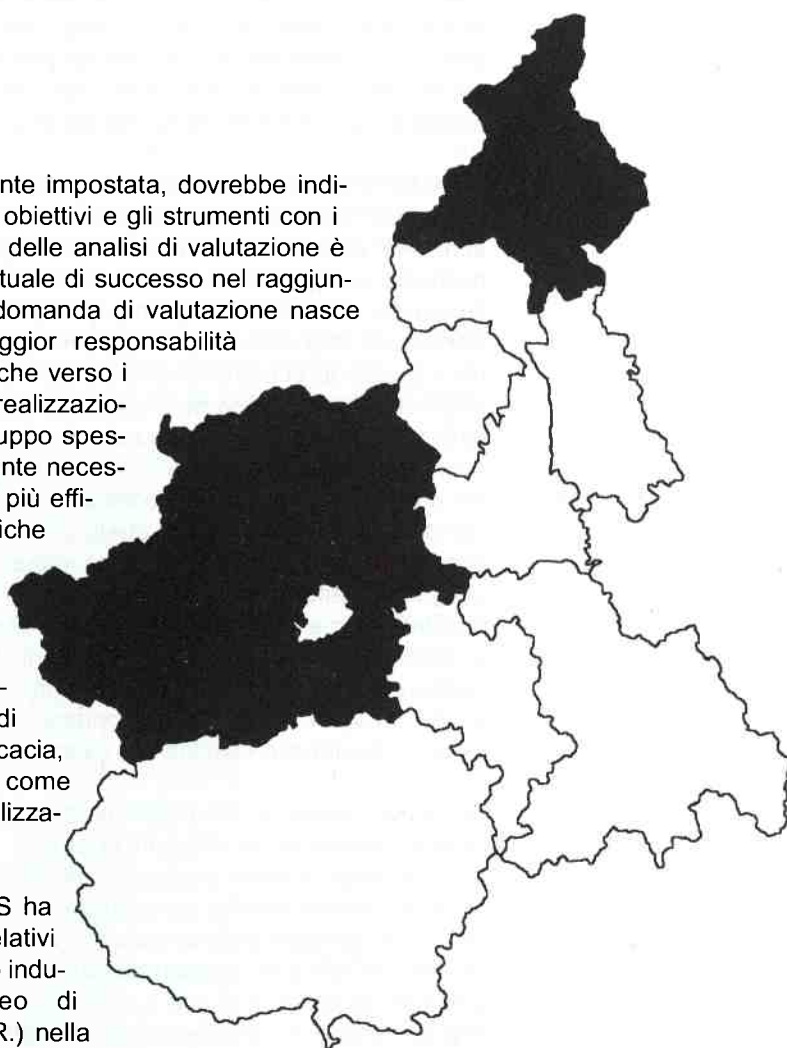 nte impostata, dovrebbe indi-
obiettivi e gli strumenti con i
delle analisi di valutazione è
tuale di successo nel raggiun-
domanda di valutazione nasce
ggior responsabilità
che verso i
realizzazio-
uppo spes-
nte neces-
più effi-
iche
-
di
cacia,
come
lizza-
S ha
elativi
indu-
eo di
R.) nella